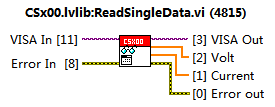 CSx00.lvlib:ReadSingleData.vi (4815)
VISA In [11] CSX00 [3] VISA Out
[2] Volt
Error In [8] [1] Current
[0] Error out